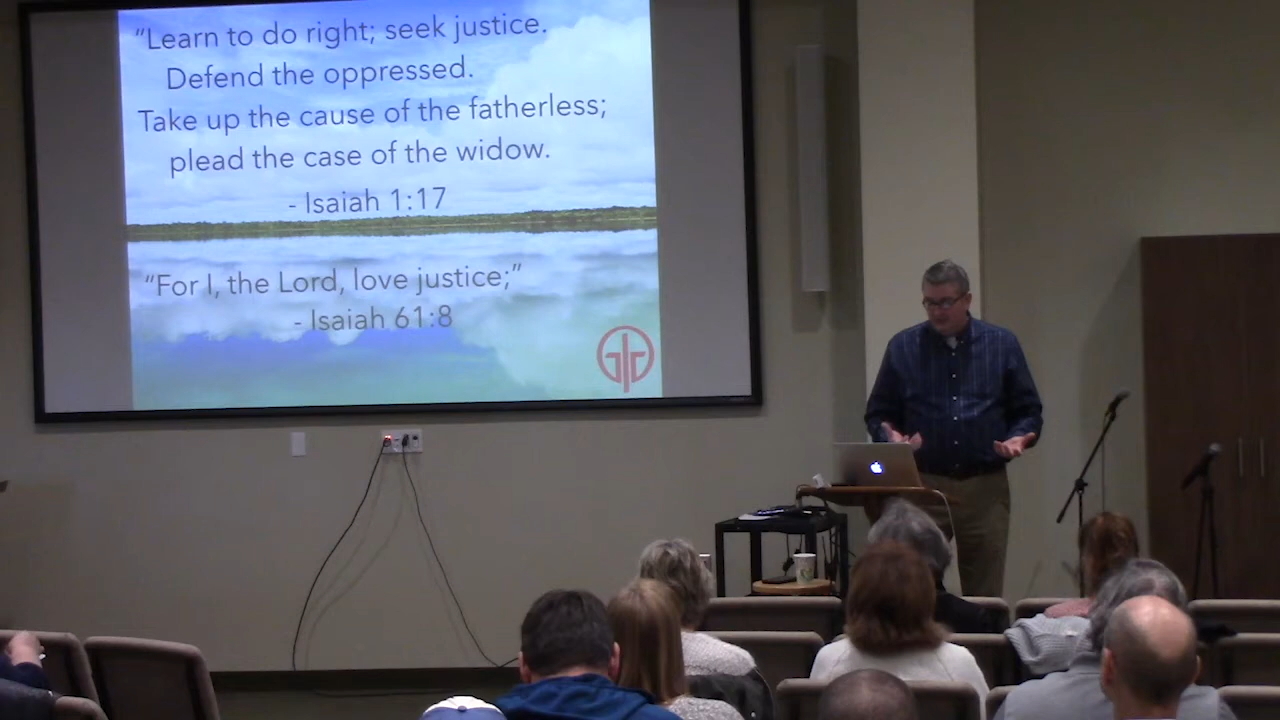 “Learn to do right; seek justice.
Defend the oppressed.
Take up the cause of the fatherless;
plead the case of the widow.
- Isaiah 1:17
“For I, the Lord, love justice;”
- Isaiah 61:8